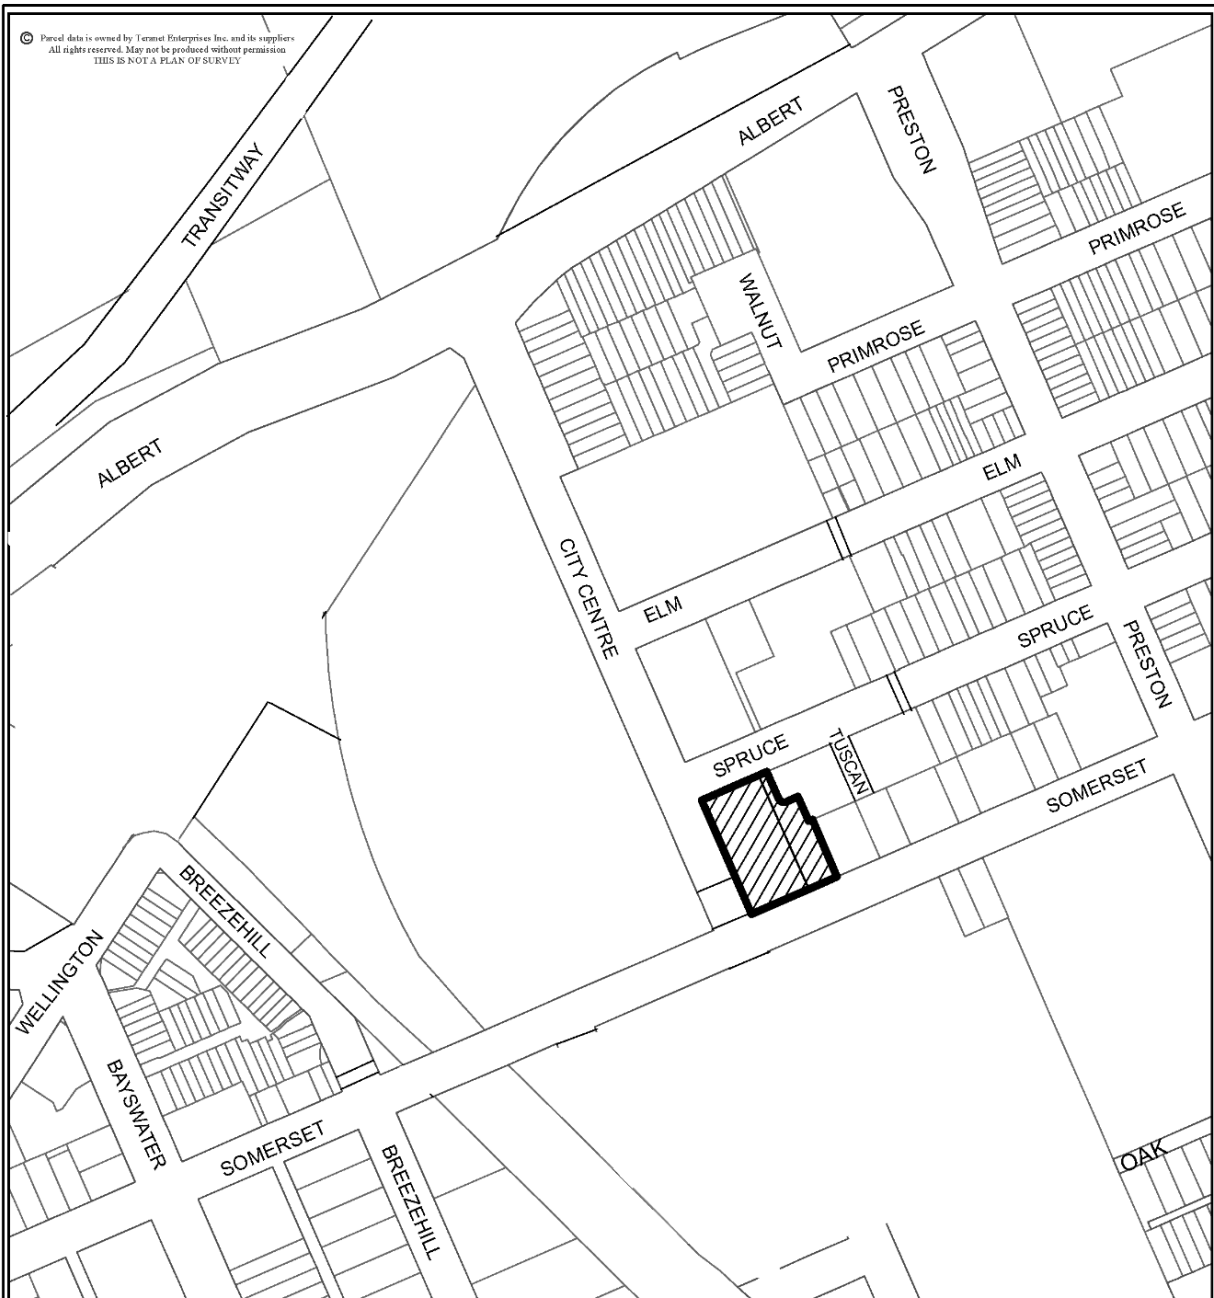 © Parcel data is owned by Teranet Enterprises Inc. and its suppliers
All rights reserved. May not be produced without permission
THIS IS NOT A PLAN OF SURVEY
TRANSITWAY
ALBERT
PRESTON
PRIMROSE
WALNUT
PRIMROSE
ALBERT
ELM
CITY CENTRE
ELM
SPRUCE
PRESTON
SPRUCE
TUSCAN
SOMERSET
BREEZEHILL
WELLINGTON
BAYSWATER
SOMERSET
BREEZEHILL
OAK